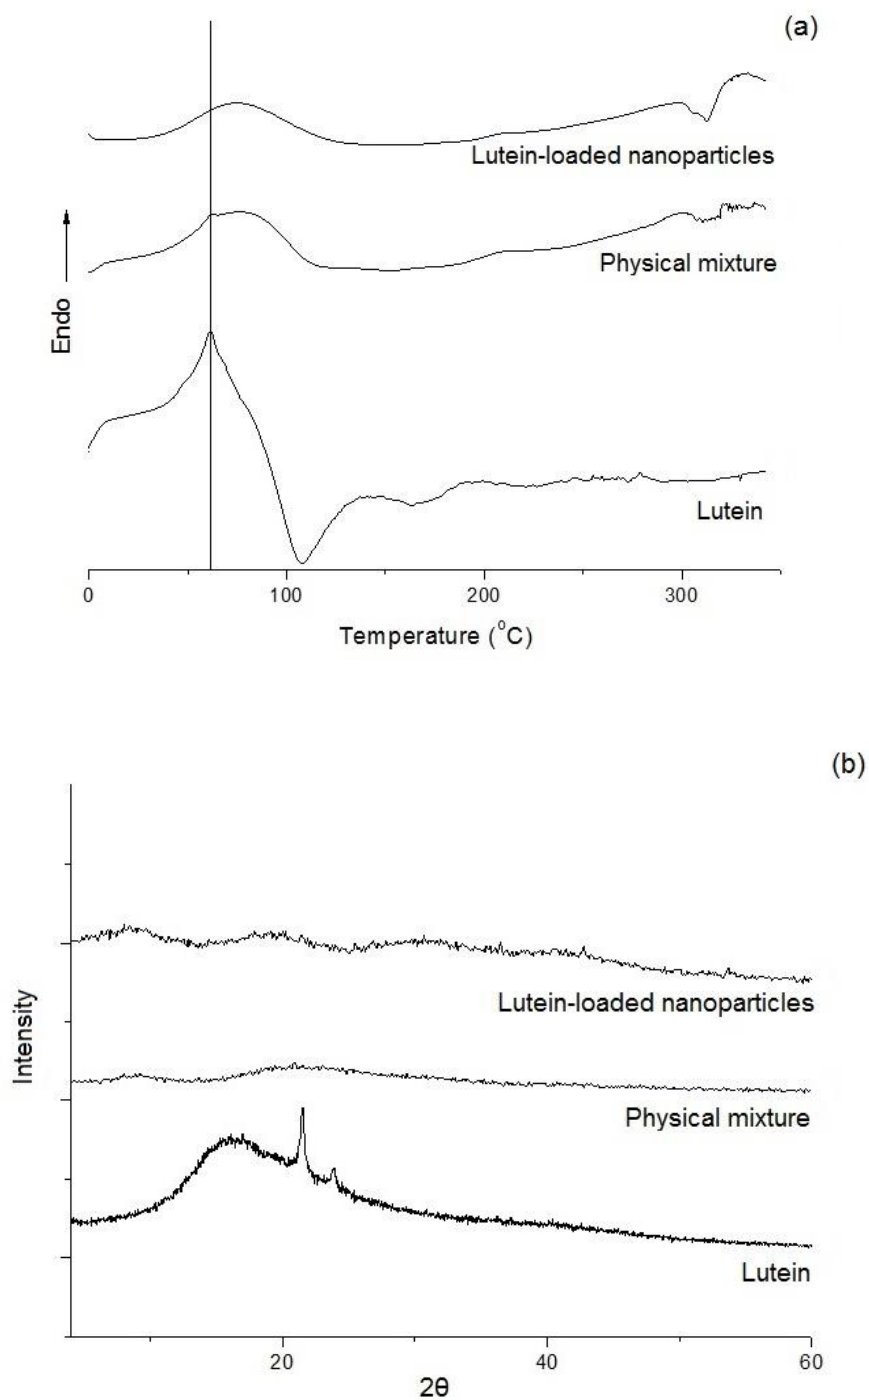 (a)
Lutein-loaded nanoparticles
Physical mixture
Endo
Lutein
0 100 200 300
Temperature (°C)
(b)
Intensity
Lutein-loaded nanoparticles
Physical mixture
Lutein
20 40 60
2θ